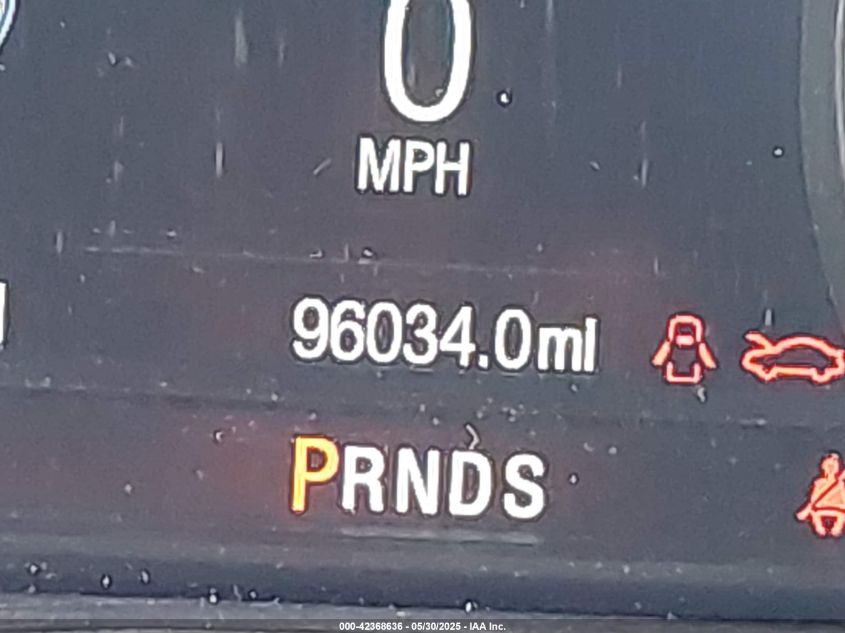 0
MPH
96034.0mi
PRNDS
000-42368636 - 05/30/2025 - IAA Inc.